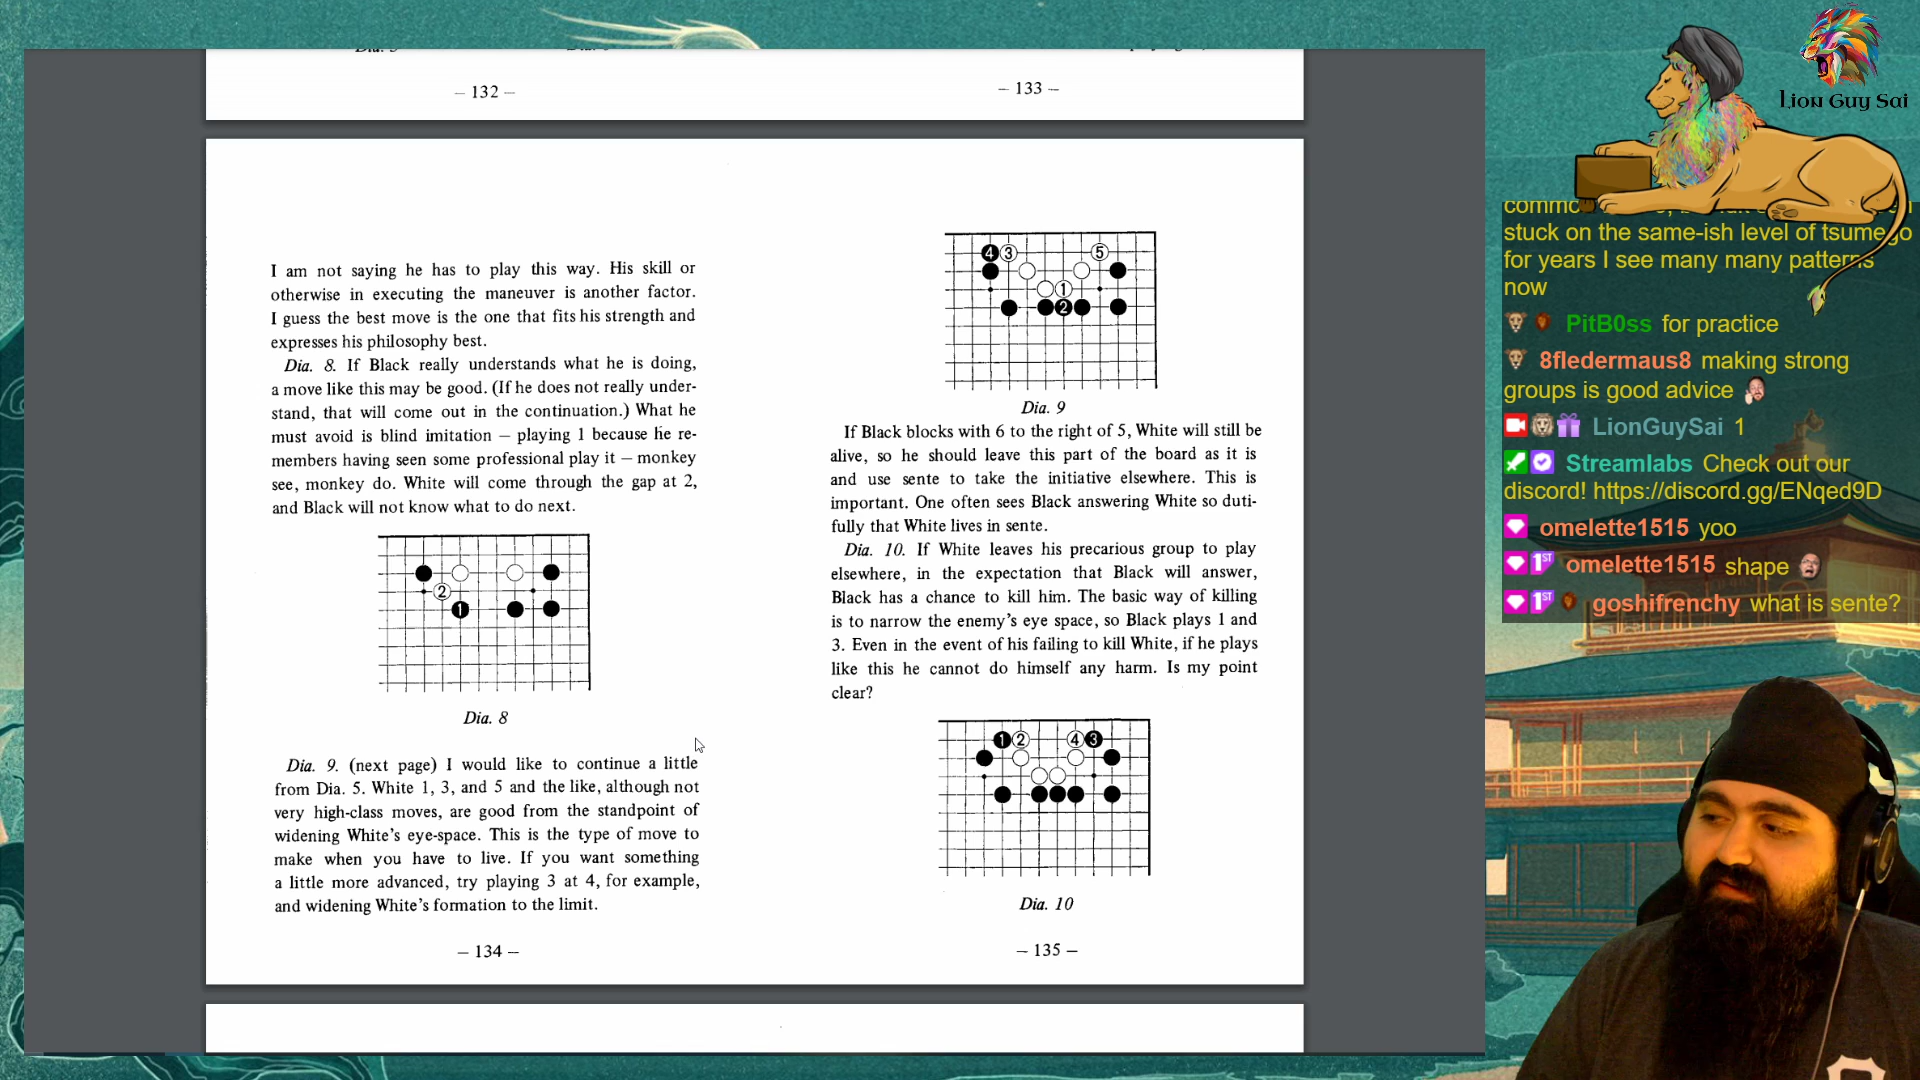 – 132 –
– 133 –
I am not saying he has to play this way. His skill or
otherwise in executing the maneuver is another factor.
I guess the best move is the one that fits his strength and
expresses his philosophy best.
Dia. 8. If Black really understands what he is doing,
a move like this may be good. (If he does not really under-
stand, that will come out in the continuation.) What he
must avoid is blind imitation – playing 1 because he re-
members having seen some professional play it – monkey
see, monkey do. White will come through the gap at 2,
and Black will not know what to do next.
2
1
Dia. 8
Dia. 9. (next page) I would like to continue a little
from Dia. 5. White 1, 3, and 5 and the like, although not
very high-class moves, are good from the standpoint of
widening White's eye-space. This is the type of move to
make when you have to live. If you want something
a little more advanced, try playing 3 at 4, for example,
and widening White's formation to the limit.
– 134 –
4 3 5
1
2
Dia. 9
If Black blocks with 6 to the right of 5, White will still be
alive, so he should leave this part of the board as it is
and use sente to take the initiative elsewhere. This is
important. One often sees Black answering White so duti-
fully that White lives in sente.
Dia. 10. If White leaves his precarious group to play
elsewhere, in the expectation that Black will answer,
Black has a chance to kill him. The basic way of killing
is to narrow the enemy's eye space, so Black plays 1 and
3. Even in the event of his failing to kill White, if he plays
like this he cannot do himself any harm. Is my point
clear?
1 2 4 3
Dia. 10
– 135 –
Lion Guy Sai
stuck on the same-ish level of tsumego
for years I see many many patterns
now
PitB0ss for practice
8fledermaus8 making strong
groups is good advice
LionGuySai 1
Streamlabs Check out our
discord! https://discord.gg/ENqed9D
omelette1515 yoo
1ST omelette1515 shape
1ST goshifrenchy what is sente?